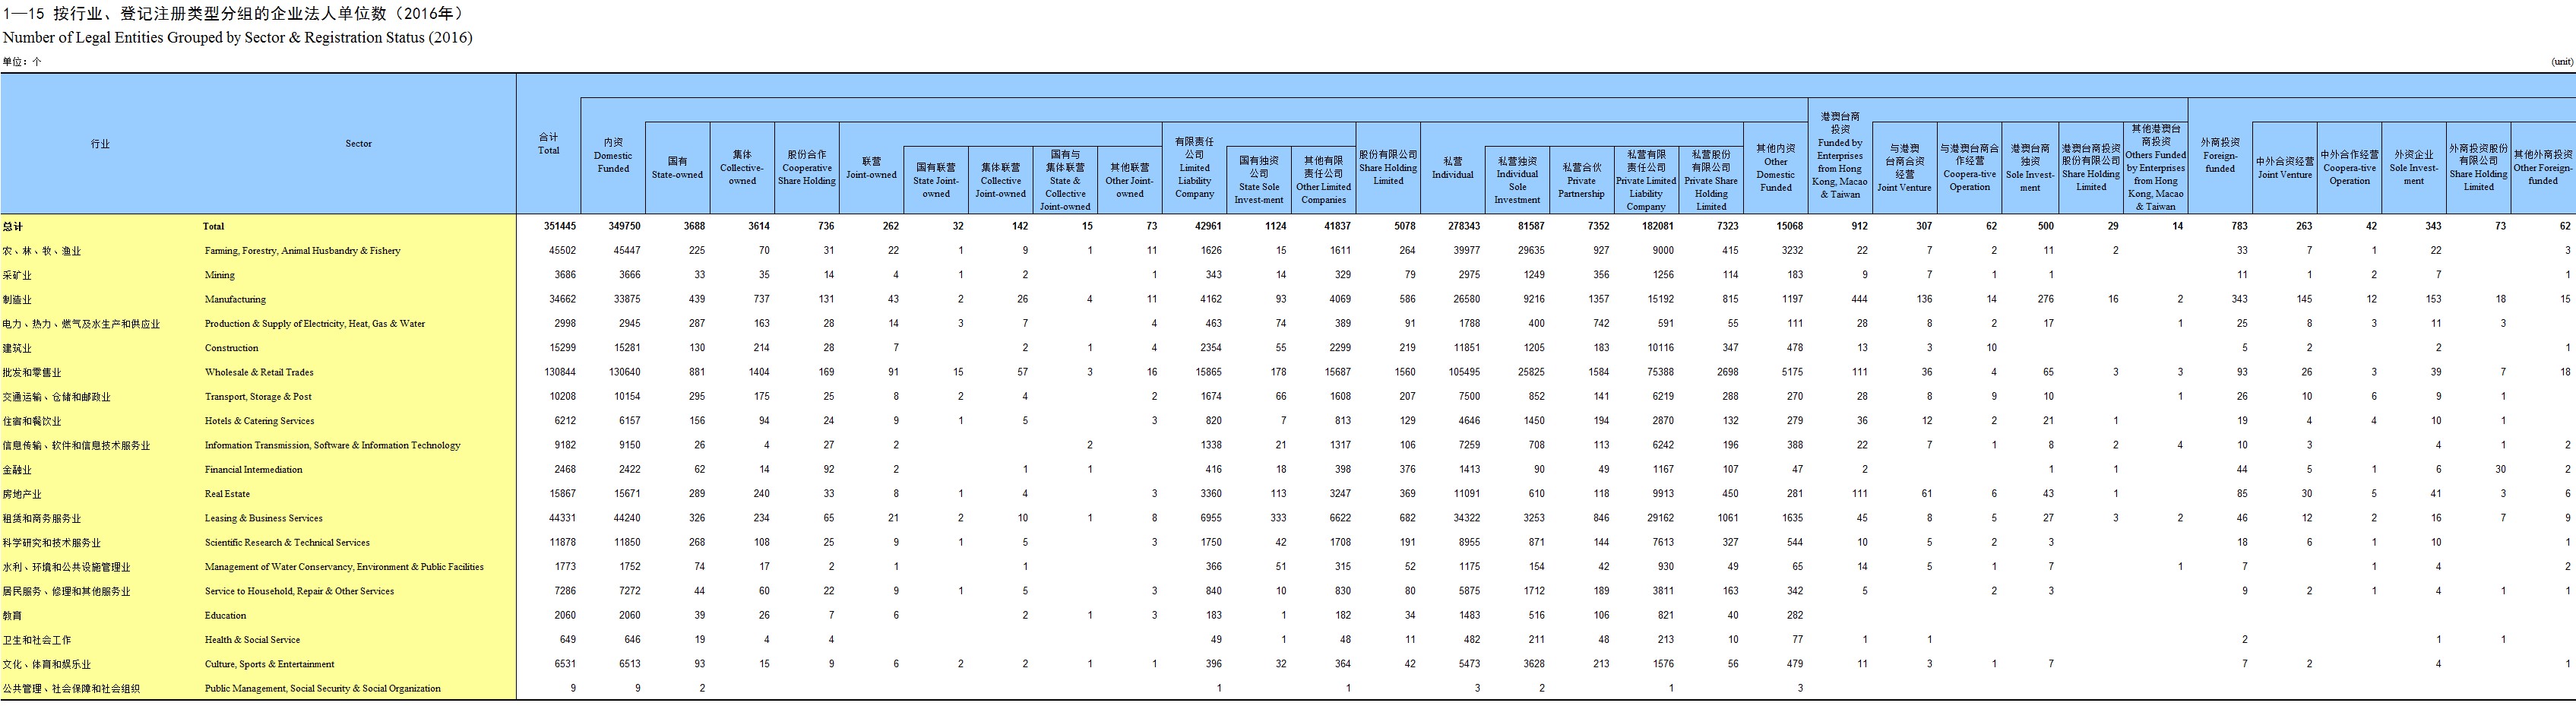 1—15 按行业、登记注册类型分组的企业法人单位数（2016年）
Number of Legal Entities Grouped by Sector & Registration Status (2016)
单位：个 (unit)
行业 Sector
合计 Total
内资 Domestic Funded
国有 State-owned
集体 Collective-owned
股份合作 Cooperative Share Holding
联营 Joint-owned
国有联营 State Joint-owned
集体联营 Collective Joint-owned
国有与集体联营 State & Collective Joint-owned
其他联营 Other Joint-owned
有限责任公司 Limited Liability Company
国有独资公司 State Sole Invest-ment
其他有限责任公司 Other Limited Companies
股份有限公司 Share Holding Limited
私营 Individual
私营独资 Individual Sole Investment
私营合伙 Private Partnership
私营有限责任公司 Private Limited Liability Company
私营股份有限公司 Private Share Holding Limited
其他内资 Other Domestic Funded
港澳台商投资 Funded by Enterprises from Hong Kong, Macao & Taiwan
与港澳台商合资经营 Joint Venture
与港澳台商合作经营 Coopera-tive Operation
港澳台商独资 Sole Invest-ment
港澳台商投资股份有限公司 Share Holding Limited
其他港澳台商投资 Others Funded by Enterprises from Hong Kong, Macao & Taiwan
外商投资 Foreign-funded
中外合资经营 Joint Venture
中外合作经营 Coopera-tive Operation
外资企业 Sole Invest-ment
外商投资股份有限公司 Share Holding Limited
其他外商投资 Other Foreign-funded
总计 Total 351445 349750 3688 3614 736 262 32 142 15 73 42961 1124 41837 5078 278343 81587 7352 182081 7323 15068 912 307 62 500 29 14 783 263 42 343 73 62
农、林、牧、渔业 Farming, Forestry, Animal Husbandry & Fishery 45502 45447 225 70 31 22 1 9 1 11 1626 15 1611 264 39977 29635 927 9000 415 3232 22 7 2 11 2 33 7 1 22 3
采矿业 Mining 3686 3666 33 35 14 4 1 2 1 343 14 329 79 2975 1249 356 1256 114 183 9 7 1 1 11 1 2 7 1
制造业 Manufacturing 34662 33875 439 737 131 43 2 26 4 11 4162 93 4069 586 26580 9216 1357 15192 815 1197 444 136 14 276 16 2 343 145 12 153 18 15
电力、热力、燃气及水生产和供应业 Production & Supply of Electricity, Heat, Gas & Water 2998 2945 287 163 28 14 3 7 4 463 74 389 91 1788 400 742 591 55 111 28 8 2 17 1 25 8 3 11 3
建筑业 Construction 15299 15281 130 214 28 7 2 1 4 2354 55 2299 219 11851 1205 183 10116 347 478 13 3 10 5 2 2 1
批发和零售业 Wholesale & Retail Trades 130844 130640 881 1404 169 91 15 57 3 16 15865 178 15687 1560 105495 25825 1584 75388 2698 5175 111 36 4 65 3 3 93 26 3 39 7 18
交通运输、仓储和邮政业 Transport, Storage & Post 10208 10154 295 175 25 8 2 4 2 1674 66 1608 207 7500 852 141 6219 288 270 28 8 9 10 1 26 10 6 9 1
住宿和餐饮业 Hotels & Catering Services 6212 6157 156 94 24 9 1 5 3 820 7 813 129 4646 1450 194 2870 132 279 36 12 2 21 1 19 4 4 10 1
信息传输、软件和信息技术服务业 Information Transmission, Software & Information Technology 9182 9150 26 4 27 2 2 1338 21 1317 106 7259 708 113 6242 196 388 22 7 1 8 2 4 10 3 4 1 2
金融业 Financial Intermediation 2468 2422 62 14 92 2 1 1 416 18 398 376 1413 90 49 1167 107 47 2 1 1 44 5 1 6 30 2
房地产业 Real Estate 15867 15671 289 240 33 8 1 4 3 3360 113 3247 369 11091 610 118 9913 450 281 111 61 6 43 1 85 30 5 41 3 6
租赁和商务服务业 Leasing & Business Services 44331 44240 326 234 65 21 2 10 1 8 6955 333 6622 682 34322 3253 846 29162 1061 1635 45 8 5 27 3 2 46 12 2 16 7 9
科学研究和技术服务业 Scientific Research & Technical Services 11878 11850 268 108 25 9 1 5 3 1750 42 1708 191 8955 871 144 7613 327 544 10 5 2 3 18 6 1 10 1
水利、环境和公共设施管理业 Management of Water Conservancy, Environment & Public Facilities 1773 1752 74 17 2 1 1 366 51 315 52 1175 154 42 930 49 65 14 5 1 7 1 7 1 4 2
居民服务、修理和其他服务业 Service to Household, Repair & Other Services 7286 7272 44 60 22 9 1 5 3 840 10 830 80 5875 1712 189 3811 163 342 5 2 3 9 2 1 4 1 1
教育 Education 2060 2060 39 26 7 6 2 1 3 183 1 182 34 1483 516 106 821 40 282
卫生和社会工作 Health & Social Service 649 646 19 4 4 49 1 48 11 482 211 48 213 10 77 1 1 2 1 1
文化、体育和娱乐业 Culture, Sports & Entertainment 6531 6513 93 15 9 6 2 2 1 1 396 32 364 42 5473 3628 213 1576 56 479 11 3 1 7 7 2 4 1
公共管理、社会保障和社会组织 Public Management, Social Security & Social Organization 9 9 2 1 1 3 2 1 3